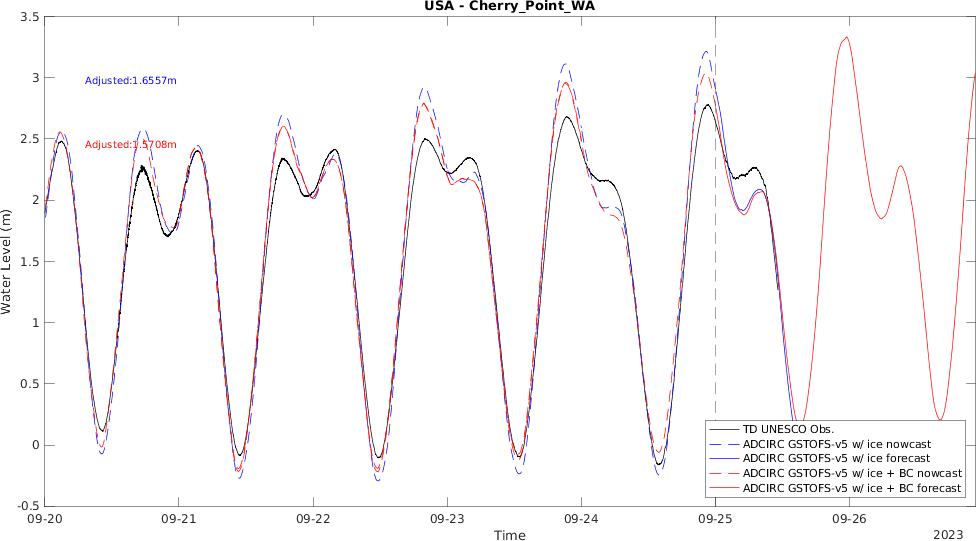 USA - Cherry_Point_WA
3.5
3
2.5
2
1.5
1
0.5
0
-0.5
Water Level (m)
Adjusted:1.6557m
Adjusted:1.5708m
TD UNESCO Obs.
ADCIRC GSTOFS-v5 w/ ice nowcast
ADCIRC GSTOFS-v5 w/ ice forecast
ADCIRC GSTOFS-v5 w/ ice + BC nowcast
ADCIRC GSTOFS-v5 w/ ice + BC forecast
09-20 09-21 09-22 09-23 09-24 09-25 09-26
Time
2023